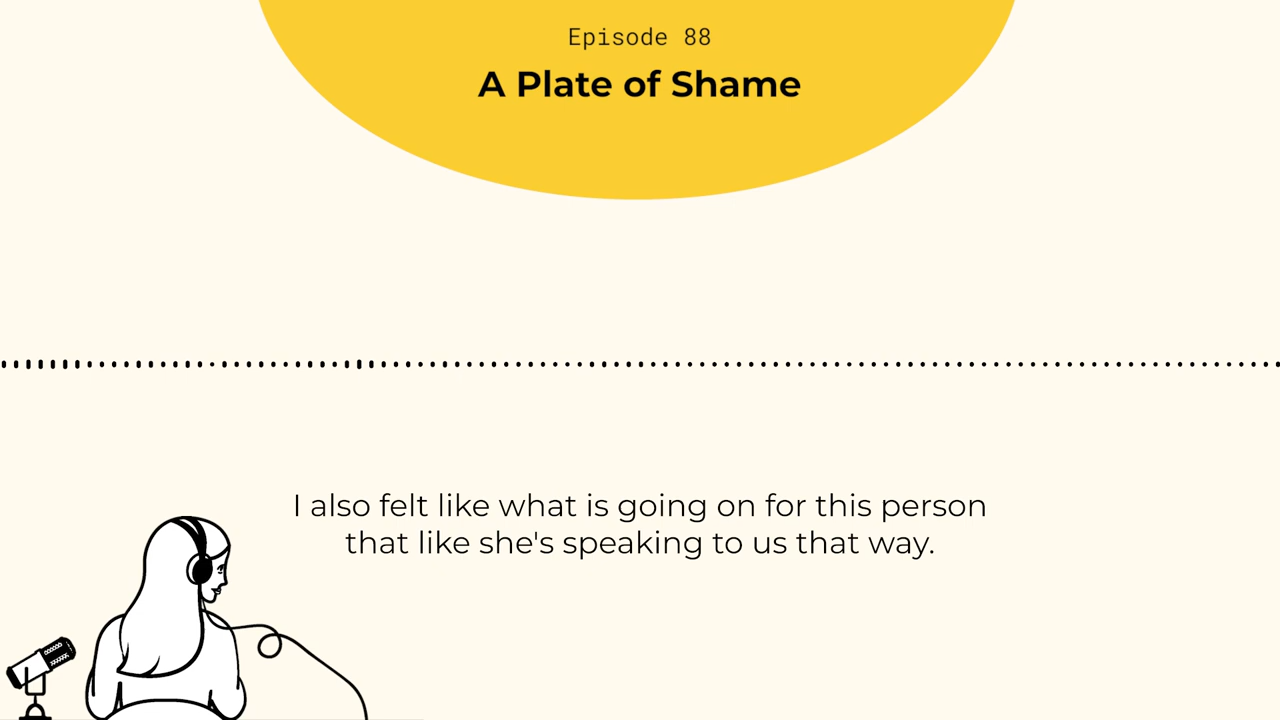 Episode 88
A Plate of Shame
I also felt like what is going on for this person
that like she's speaking to us that way.